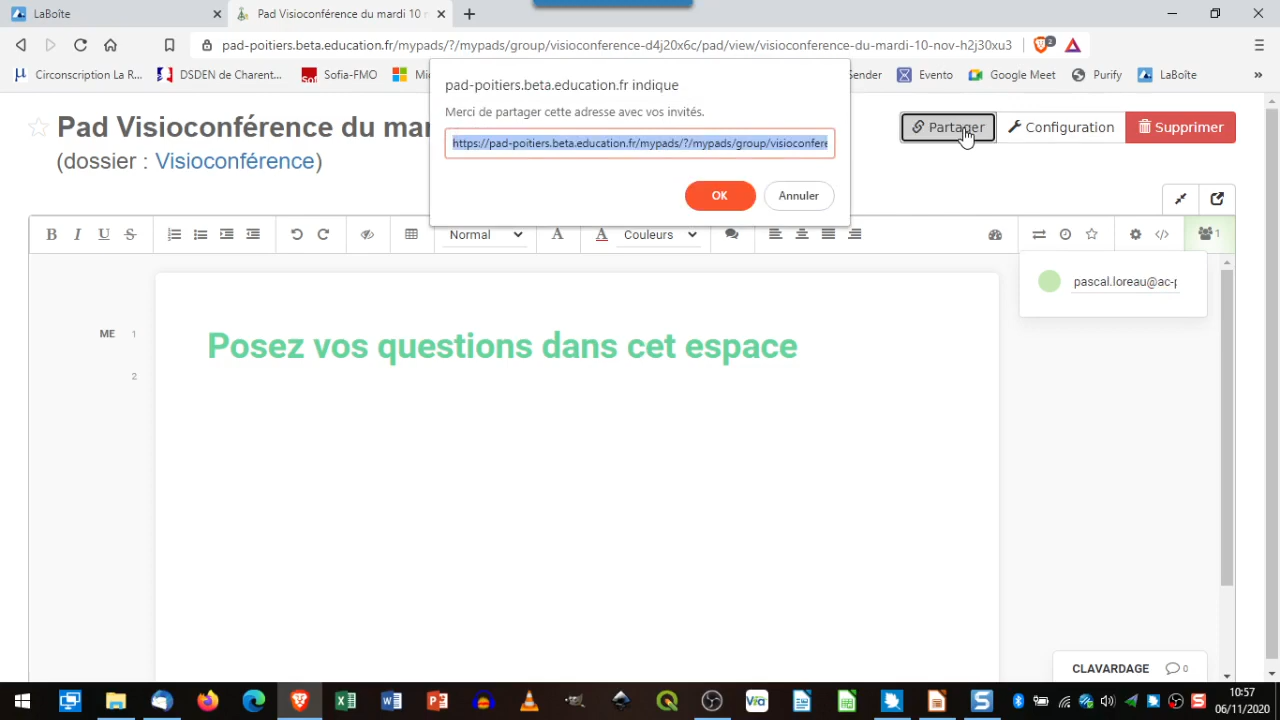 LaBoîte
Pad Visioconférence du mardi 10 n
pad-poitiers.beta.education.fr/mypads/?/mypads/group/visioconference-d4j20x6c/pad/view/visioconference-du-mardi-10-nov-h2j30xu3
2
Circonscription La R...
DSDEN de Charent...
Sofia-FMO
Evento
Google Meet
Purify
LaBoîte
»
pad-poitiers.beta.education.fr indique
Merci de partager cette adresse avec vos invités.
https://pad-poitiers.beta.education.fr/mypads/?/mypads/group/visioconfere
OK
Annuler
Pad Visioconférence du mar
(dossier : Visioconférence)
Partager
Configuration
Supprimer
B I U S
Normal
A
A Couleurs
</>
1
pascal.loreau@ac-p
ME 1
Posez vos questions dans cet espace
2
CLAVARDAGE 0
10:57
06/11/2020